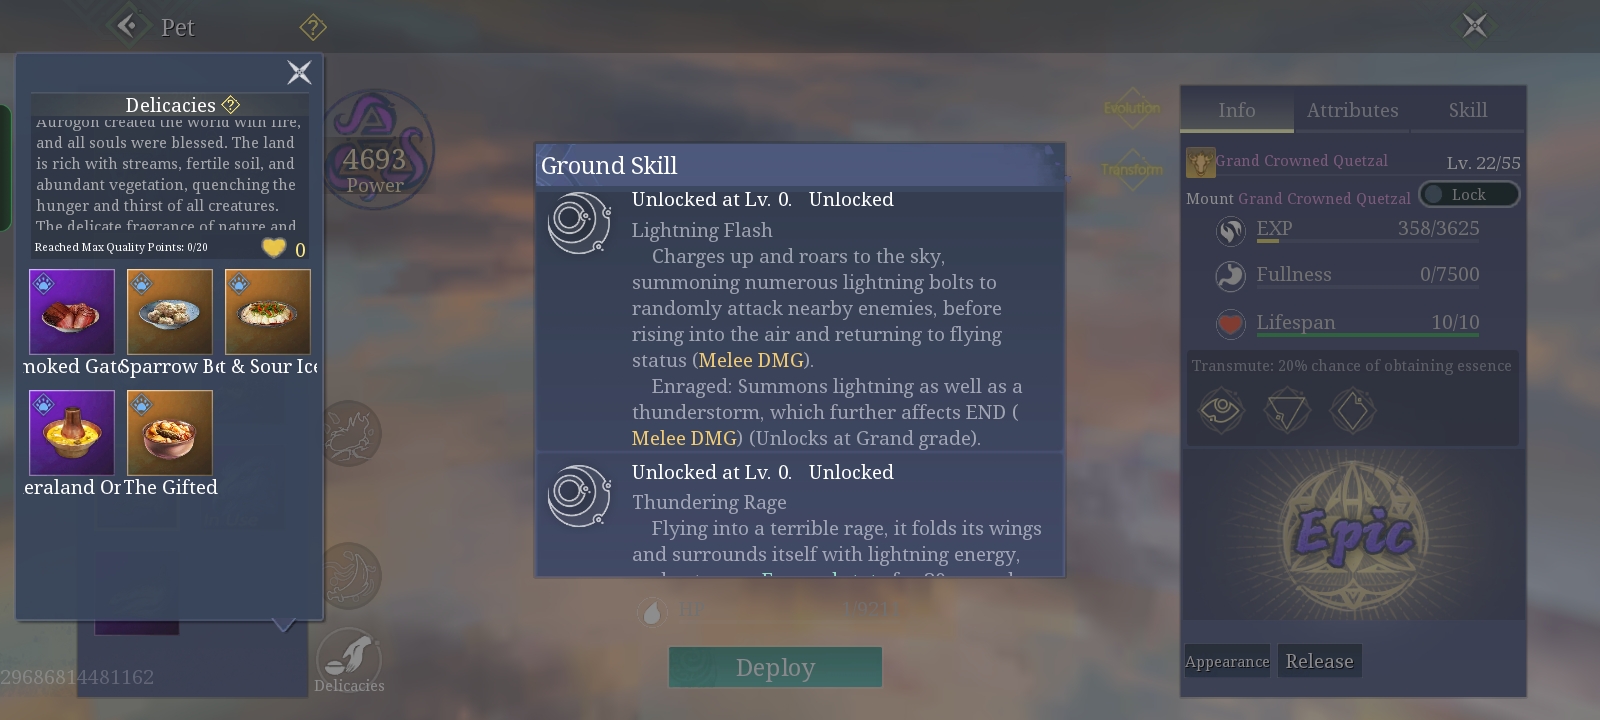 Pet
Delicacies
Aurogon created the world with fire,
and all souls were blessed. The land
is rich with streams, fertile soil, and
abundant vegetation, quenching the
hunger and thirst of all creatures.
The delicate fragrance of nature and
Reached Max Quality Points: 0/20
0
moked Gat
Sparrow B
t & Sour Ice
eraland Or
The Gifted
29686814481162
4693
Power
Delicacies
Ground Skill
Unlocked at Lv. 0. Unlocked
Lightning Flash
Charges up and roars to the sky,
summoning numerous lightning bolts to
randomly attack nearby enemies, before
rising into the air and returning to flying
status (Melee DMG).
Enraged: Summons lightning as well as a
thunderstorm, which further affects END (
Melee DMG) (Unlocks at Grand grade).
Unlocked at Lv. 0. Unlocked
Thundering Rage
Flying into a terrible rage, it folds its wings
and surrounds itself with lightning energy,
Deploy
Evolution
Transform
Info
Attributes
Skill
Grand Crowned Quetzal
Lv. 22/55
Mount Grand Crowned Quetzal
Lock
EXP
358/3625
Fullness
0/7500
Lifespan
10/10
Transmute: 20% chance of obtaining essence
Epic
Appearance
Release